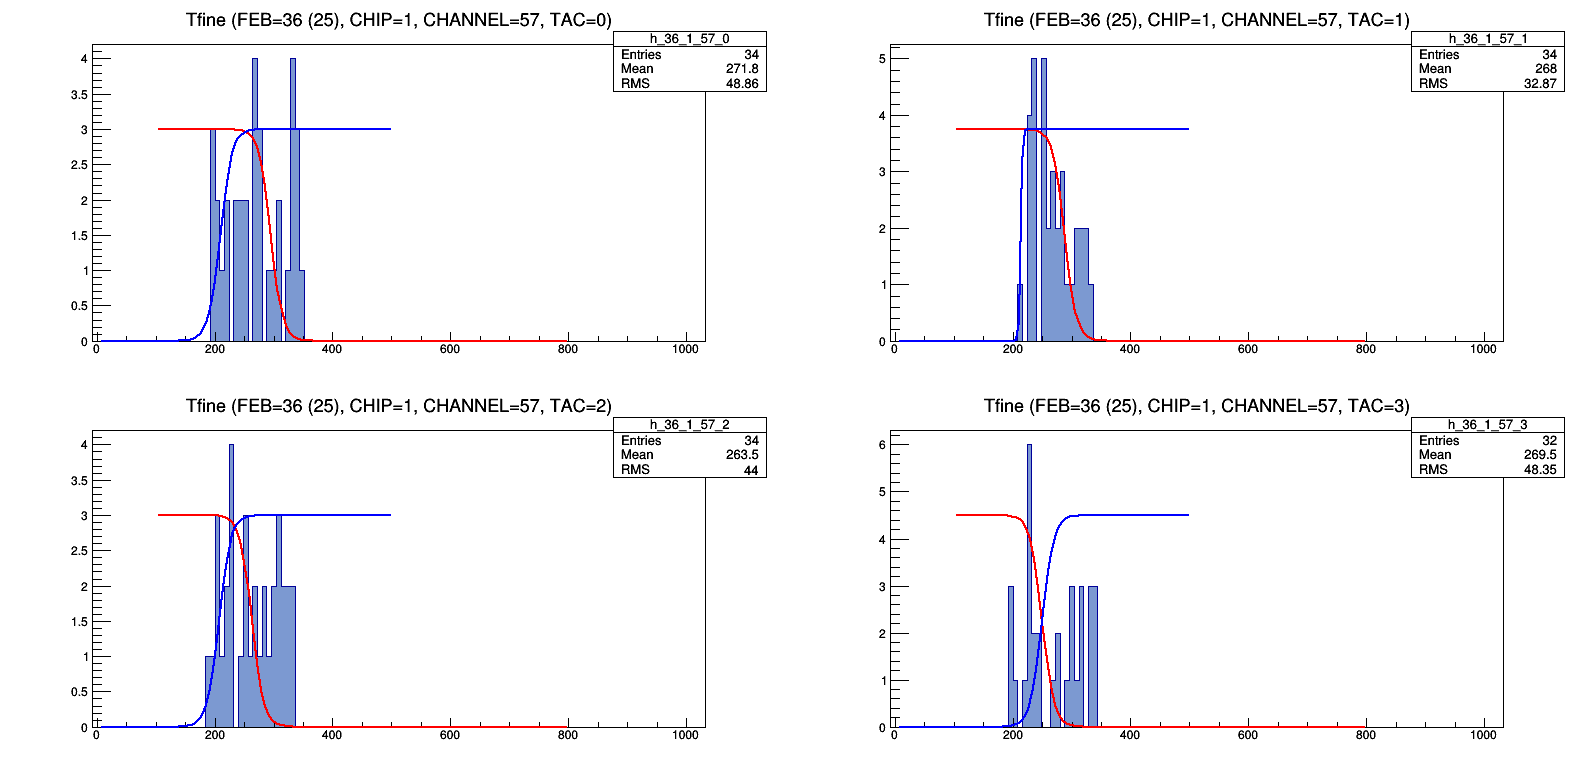 Tfine (FEB=36 (25), CHIP=1, CHANNEL=57, TAC=0)
h_36_1_57_0
Entries 34
Mean 271.8
RMS 48.86
4
3.5
3
2.5
2
1.5
1
0.5
0
0 200 400 600 800 1000
Tfine (FEB=36 (25), CHIP=1, CHANNEL=57, TAC=1)
h_36_1_57_1
Entries 34
Mean 268
RMS 32.87
5
4
3
2
1
0
0 200 400 600 800 1000
Tfine (FEB=36 (25), CHIP=1, CHANNEL=57, TAC=2)
h_36_1_57_2
Entries 34
Mean 263.5
RMS 44
4
3.5
3
2.5
2
1.5
1
0.5
0
0 200 400 600 800 1000
Tfine (FEB=36 (25), CHIP=1, CHANNEL=57, TAC=3)
h_36_1_57_3
Entries 32
Mean 269.5
RMS 48.35
6
5
4
3
2
1
0
0 200 400 600 800 1000